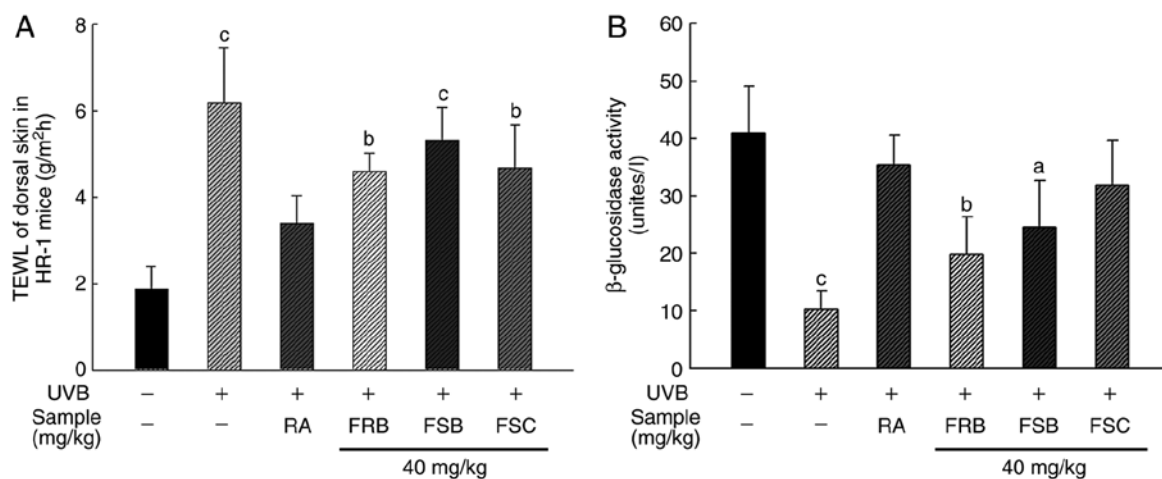 A
TEWL of dorsal skin in
HR-1 mice (g/m²h)
8
6
4
2
0
c
b
c
b
UVB – + + + + +
Sample
(mg/kg) – – RA FRB FSB FSC
40 mg/kg
B
β-glucosidase activity
(unites/l)
60
50
40
30
20
10
0
c
b
a
UVB – + + + + +
Sample
(mg/kg) – – RA FRB FSB FSC
40 mg/kg